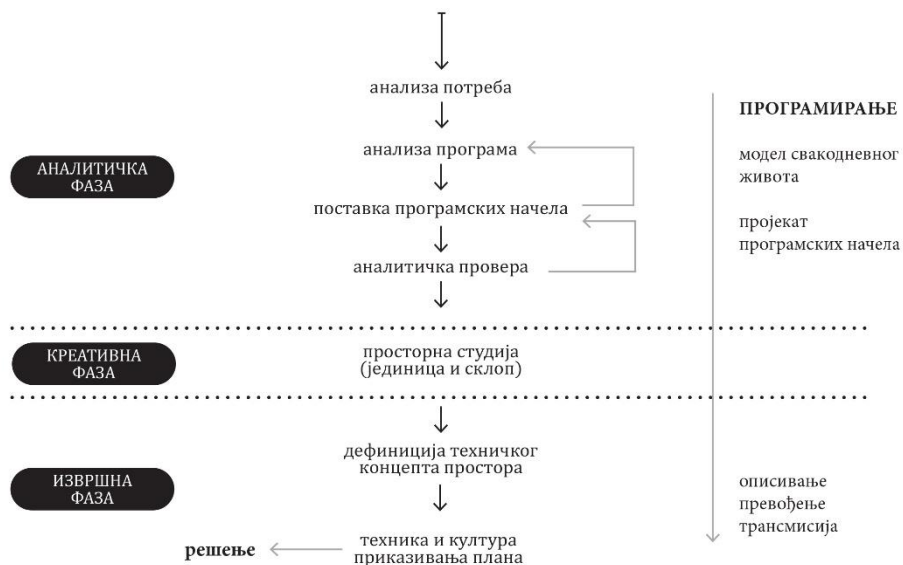 анализа потреба
ПРОГРАМИРАЊЕ
анализа програма
модел свакодневног
живота
АНАЛИТИЧКА
ФАЗА
поставка програмских начела
пројекат
програмских начела
аналитичка провера
КРЕАТИВНА
ФАЗА
просторна студија
(јединица и склоп)
дефиниција техничког
концепта простора
ИЗВРШНА
ФАЗА
описивање
превођење
трансмисија
решење
техника и култура
приказивања плана